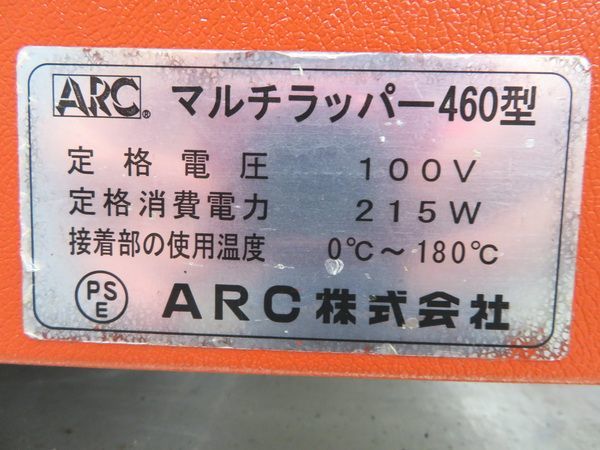 ARC® マルチラッパー460型
定格電圧 100V
定格消費電力 215W
接着部の使用温度 0℃～180℃
PSE ARC株式会社